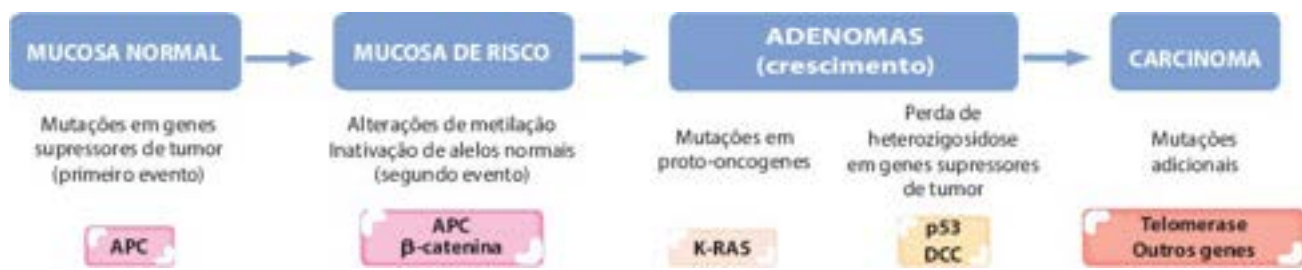 MUCOSA NORMAL
MUCOSA DE RISCO
ADENOMAS
(crescimento)
CARCINOMA
Mutações em genes
supressores de tumor
(primeiro evento)
Alterações de metilação
Inativação de alelos normais
(segundo evento)
Mutações em
proto-oncogenes
Perda de
heterozigosidose
em genes supressores
de tumor
Mutações
adicionais
APC
APC
β-catenina
K-RAS
p53
DCC
Telomerase
Outros genes